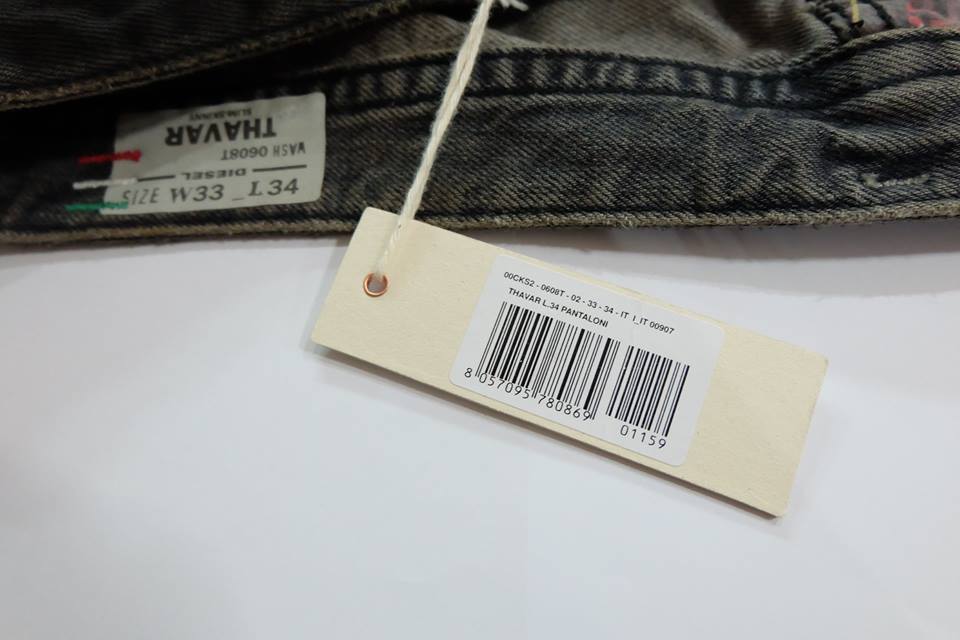 THAVAR
SLIM-SKINNY
WASH 0608T
DIESEL
SIZE W33 _ L34
00CKS2 - 0608T - 02 - 33 - 34 - IT I_IT 00907
THAVAR L.34 PANTALONI
8 057095 780869
01159